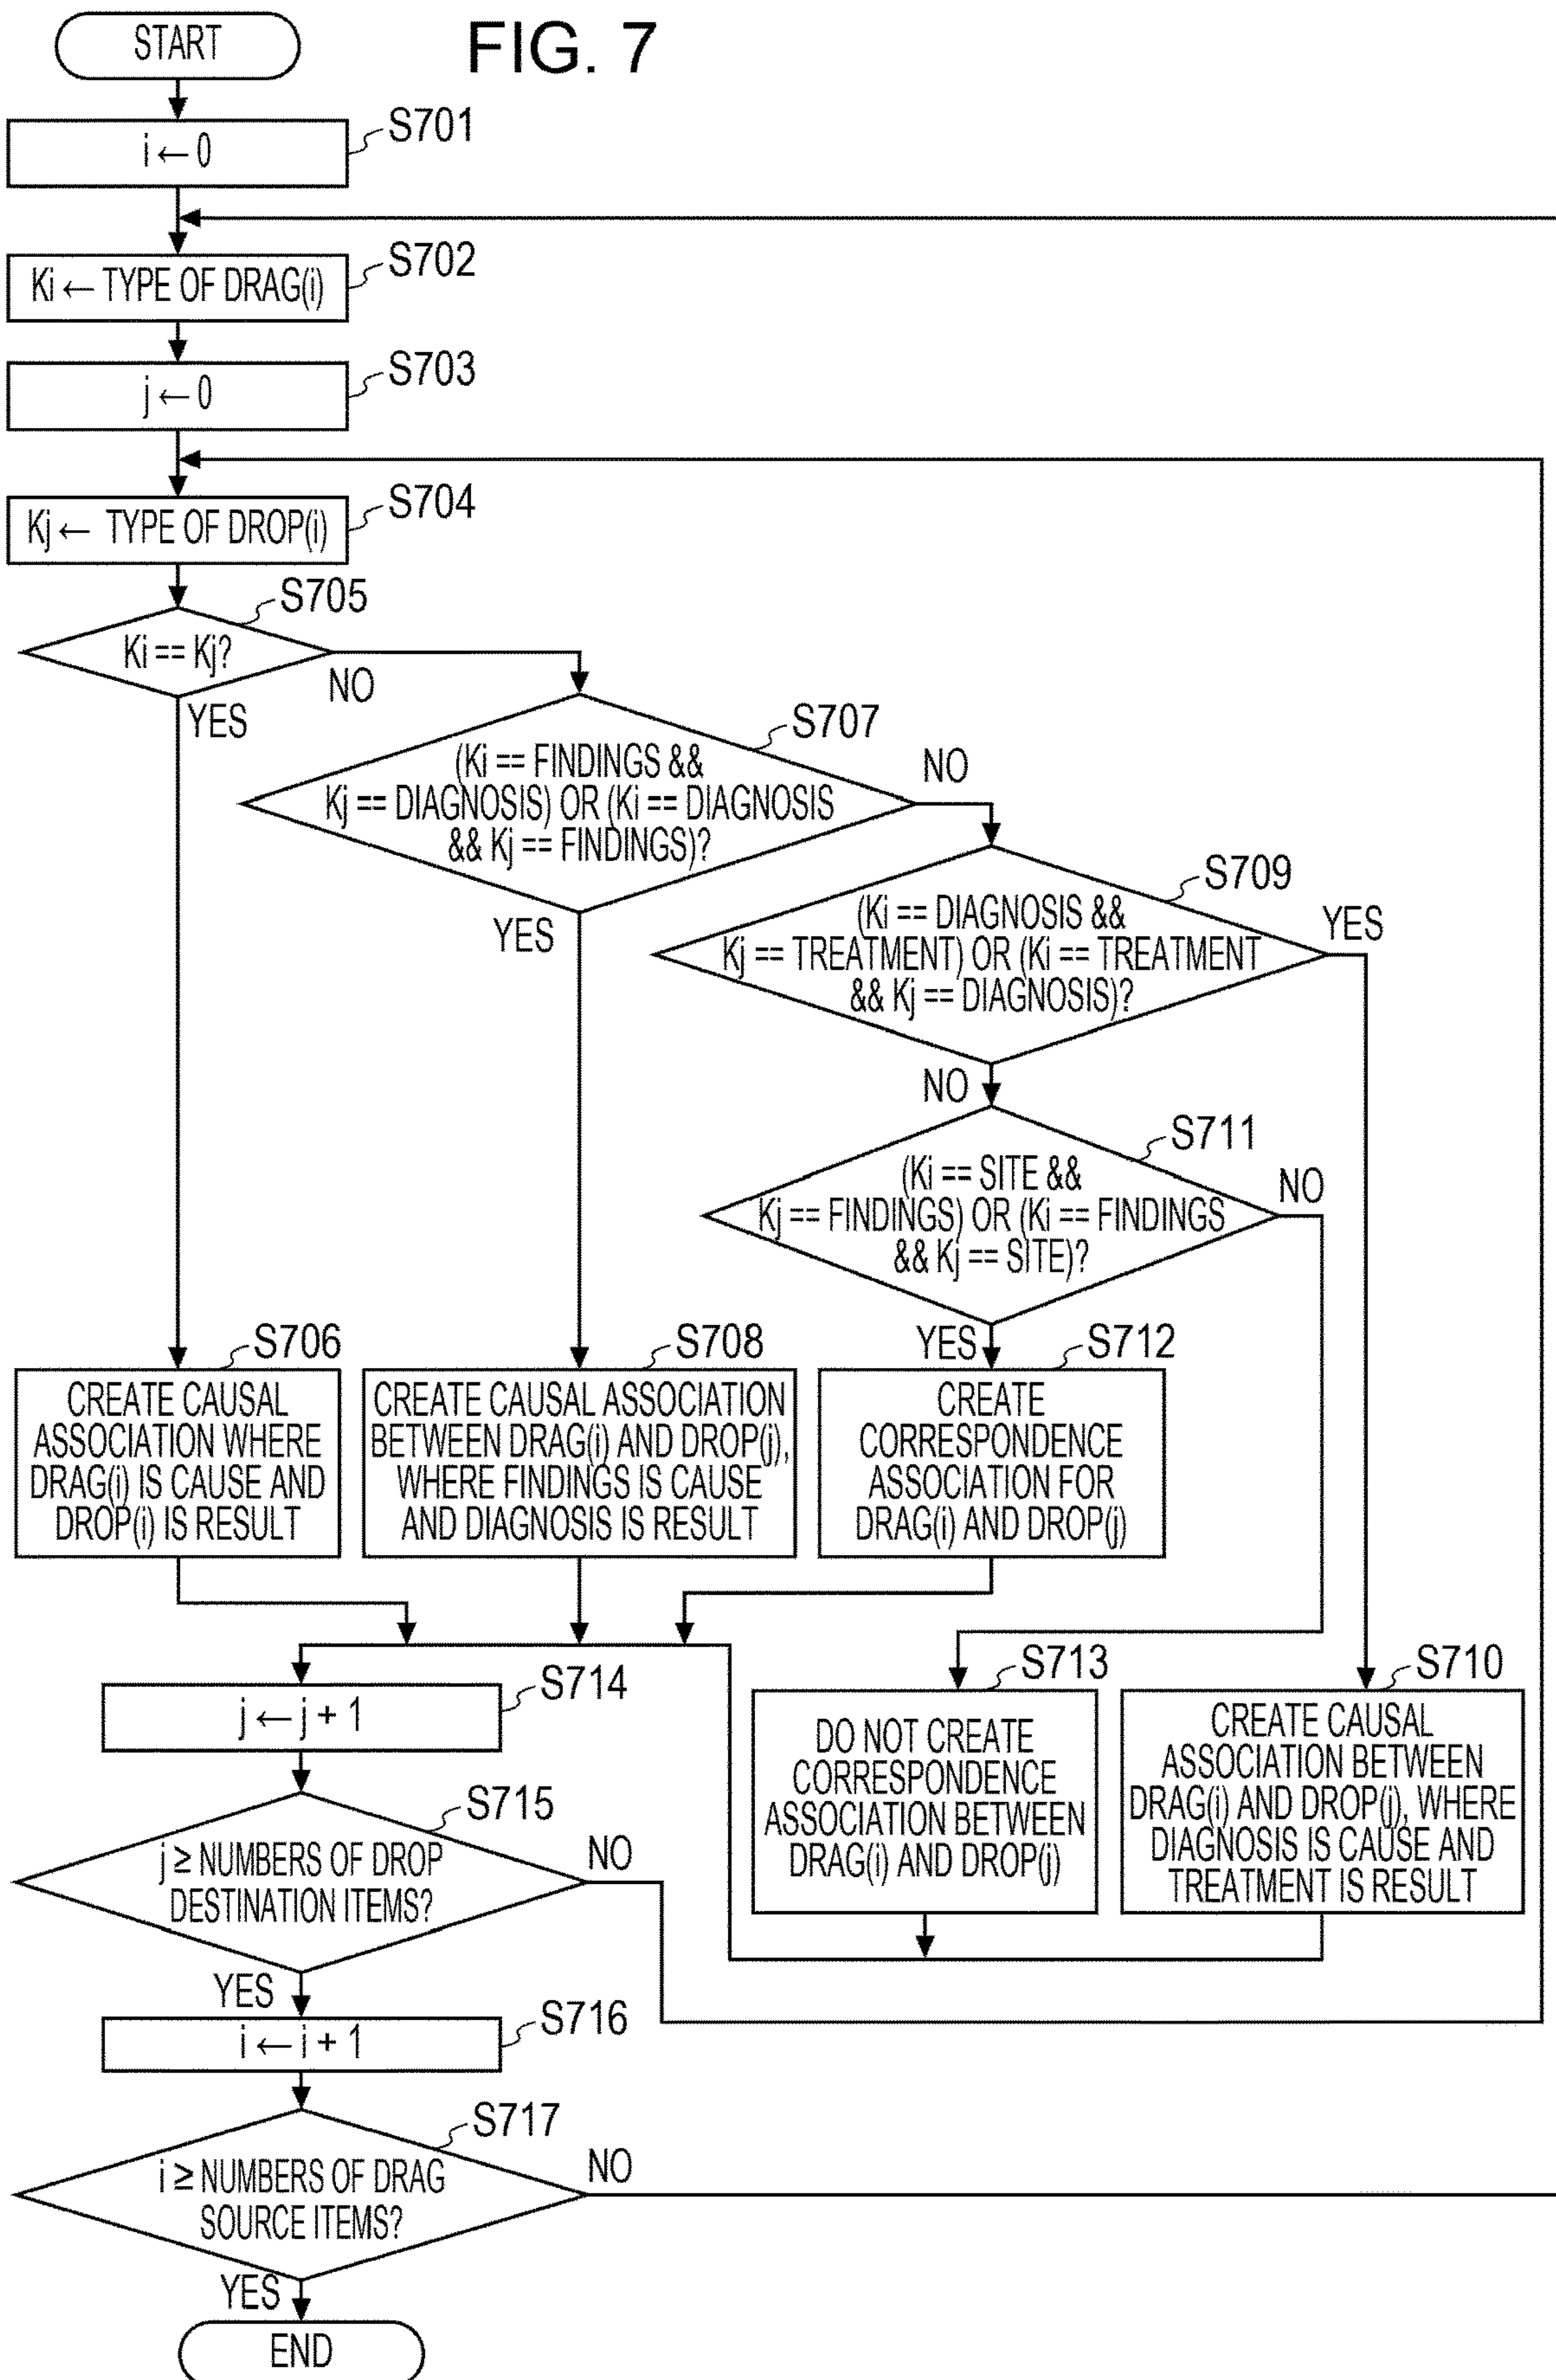 START
FIG. 7
S701
i ← 0
S702
Ki ← TYPE OF DRAG(i)
S703
j ← 0
S704
Kj ← TYPE OF DROP(i)
S705
Ki == Kj?
NO
YES
S707
(Ki == FINDINGS &&
Kj == DIAGNOSIS) OR (Ki == DIAGNOSIS
&& Kj == FINDINGS)?
NO
YES
S709
(Ki == DIAGNOSIS &&
Kj == TREATMENT) OR (Ki == TREATMENT
&& Kj == DIAGNOSIS)?
YES
NO
S711
(Ki == SITE &&
Kj == FINDINGS) OR (Ki == FINDINGS
&& Kj == SITE)?
NO
YES
S706
CREATE CAUSAL
ASSOCIATION WHERE
DRAG(i) IS CAUSE AND
DROP(i) IS RESULT
S708
CREATE CAUSAL ASSOCIATION
BETWEEN DRAG(i) AND DROP(j),
WHERE FINDINGS IS CAUSE
AND DIAGNOSIS IS RESULT
S712
CREATE
CORRESPONDENCE
ASSOCIATION FOR
DRAG(i) AND DROP(j)
S713
DO NOT CREATE
CORRESPONDENCE
ASSOCIATION BETWEEN
DRAG(i) AND DROP(j)
S710
CREATE CAUSAL
ASSOCIATION BETWEEN
DRAG(i) AND DROP(j), WHERE
DIAGNOSIS IS CAUSE AND
TREATMENT IS RESULT
S714
j ← j + 1
S715
j ≥ NUMBERS OF DROP
DESTINATION ITEMS?
NO
YES
S716
i ← i + 1
S717
i ≥ NUMBERS OF DRAG
SOURCE ITEMS?
NO
YES
END